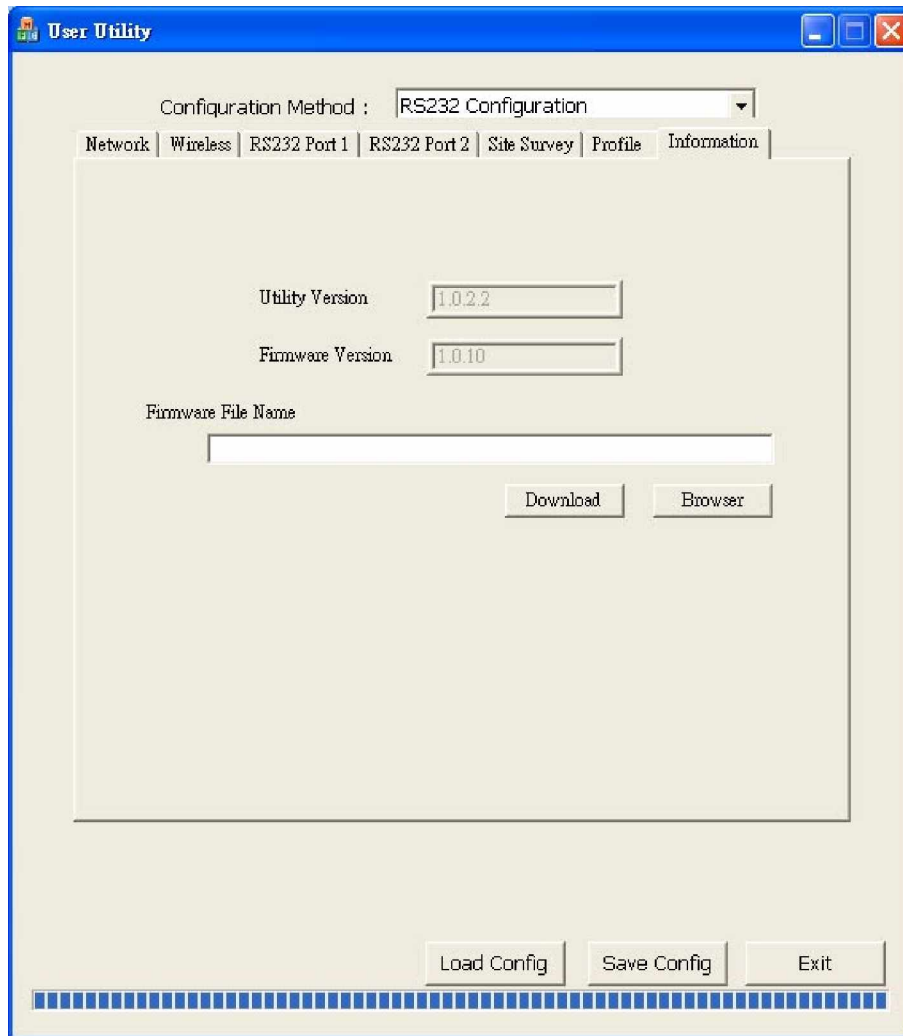 User Utility
Configuration Method : RS232 Configuration
Network Wireless RS232 Port 1 RS232 Port 2 Site Survey Profile Information
Utility Version 1.0.2.2
Firmware Version 1.0.10
Firmware File Name
Download Browser
Load Config Save Config Exit